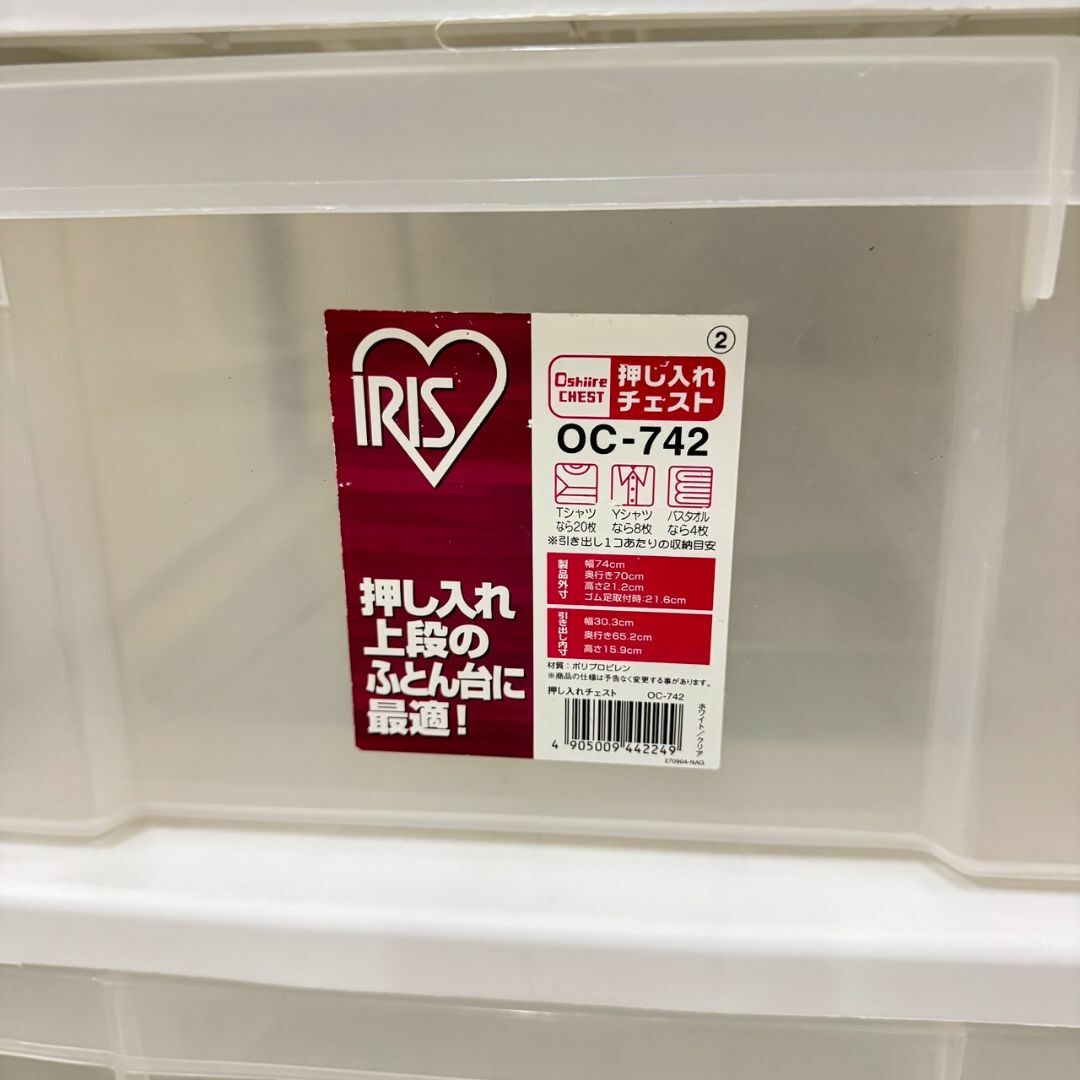 IRIS
押し入れ
上段の
ふとん台に
最適！
②
Oshiire
CHEST
押し入れ
チェスト
OC-742
Tシャツ
なら20枚
Yシャツ
なら8枚
バスタオル
なら4枚
※引き出し1コあたりの収納目安
製品外寸
幅74cm
奥行き70cm
高さ21.2cm
ゴム足取付時：21.6cm
引き出し内寸
幅30.3cm
奥行き65.2cm
高さ15.9cm
材質：ポリプロピレン
※商品の仕様は予告なく変更する事があります。
押し入れチェスト OC-742
ホワイト／クリア
4 905009 442249
270904-NAG